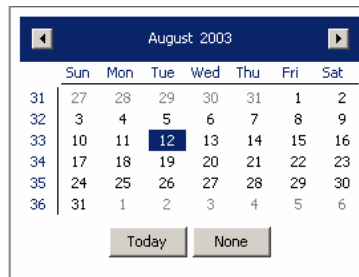 August 2003
Sun Mon Tue Wed Thu Fri Sat
31 27 28 29 30 31 1 2
32 3 4 5 6 7 8 9
33 10 11 12 13 14 15 16
34 17 18 19 20 21 22 23
35 24 25 26 27 28 29 30
36 31 1 2 3 4 5 6
Today None